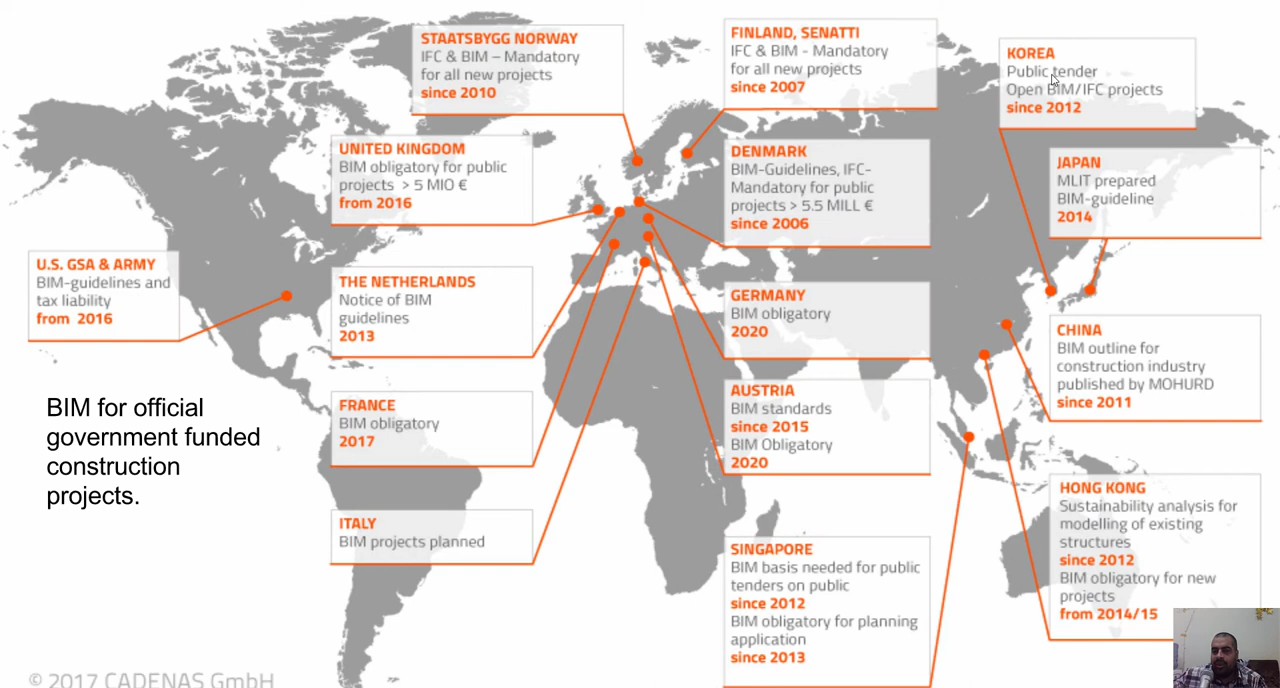 STAATSBYGG NORWAY
IFC & BIM – Mandatory
for all new projects
since 2010
FINLAND, SENATTI
IFC & BIM - Mandatory
for all new projects
since 2007
KOREA
Public tender
Open BIM/IFC projects
since 2012
UNITED KINGDOM
BIM obligatory for public
projects > 5 MIO €
from 2016
DENMARK
BIM-Guidelines, IFC-
Mandatory for public
projects > 5.5 MILL €
since 2006
JAPAN
MLIT prepared
BIM-guideline
2014
U.S. GSA & ARMY
BIM-guidelines and
tax liability
from 2016
THE NETHERLANDS
Notice of BIM
guidelines
2013
GERMANY
BIM obligatory
2020
CHINA
BIM outline for
construction industry
published by MOHURD
since 2011
BIM for official
government funded
construction
projects.
FRANCE
BIM obligatory
2017
AUSTRIA
BIM standards
since 2015
BIM Obligatory
2020
HONG KONG
Sustainability analysis for
modelling of existing
structures
since 2012
BIM obligatory for new
projects
from 2014/15
ITALY
BIM projects planned
SINGAPORE
BIM basis needed for public
tenders on public
since 2012
BIM obligatory for planning
application
since 2013
© 2017 CADENAS GmbH